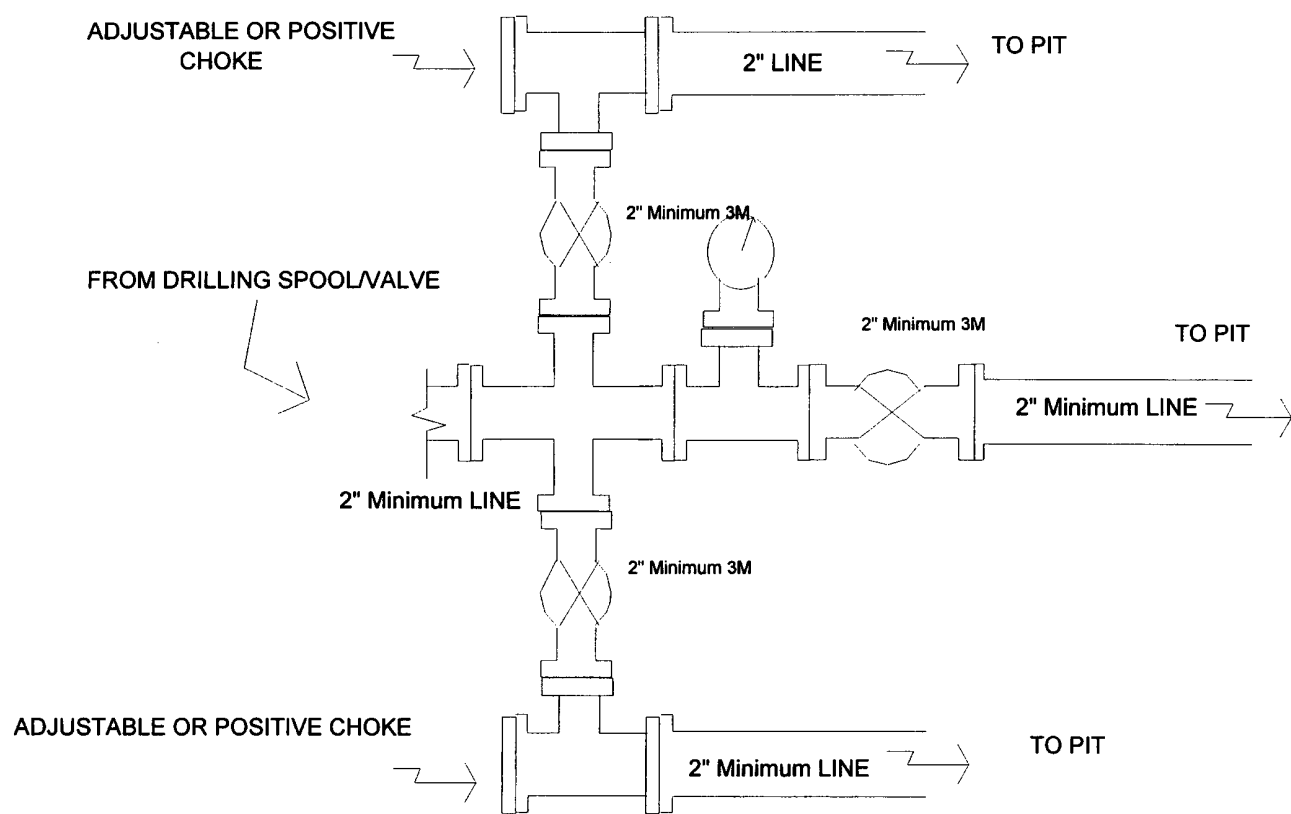 ADJUSTABLE OR POSITIVE
CHOKE
2" LINE
TO PIT
2" Minimum 3M
FROM DRILLING SPOOL/VALVE
2" Minimum 3M
TO PIT
2" Minimum LINE
2" Minimum LINE
2" Minimum 3M
ADJUSTABLE OR POSITIVE CHOKE
2" Minimum LINE
TO PIT